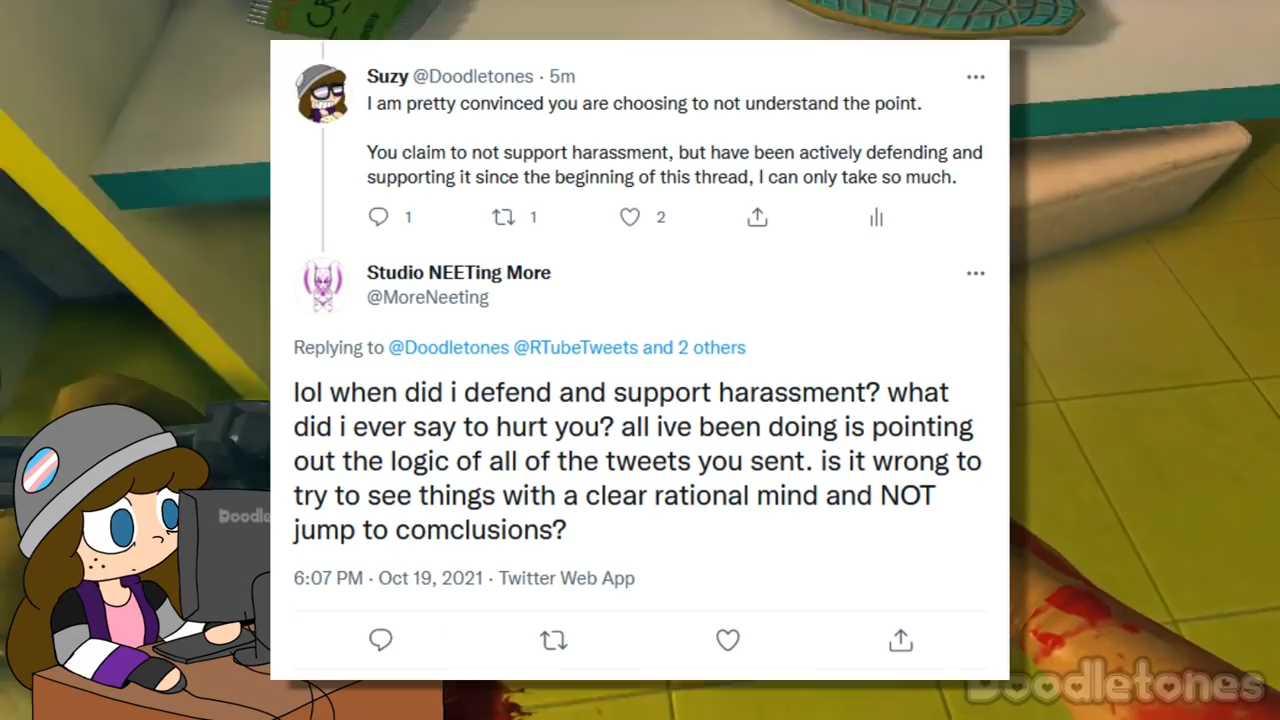 Suzy @Doodletones · 5m
I am pretty convinced you are choosing to not understand the point.
You claim to not support harassment, but have been actively defending and
supporting it since the beginning of this thread, I can only take so much.
1 1 2
Studio NEETing More
@MoreNeeting
Replying to @Doodletones @RTubeTweets and 2 others
lol when did i defend and support harassment? what
did i ever say to hurt you? all ive been doing is pointing
out the logic of all of the tweets you sent. is it wrong to
try to see things with a clear rational mind and NOT
jump to comclusions?
6:07 PM · Oct 19, 2021 · Twitter Web App
Doodle
Doodletones